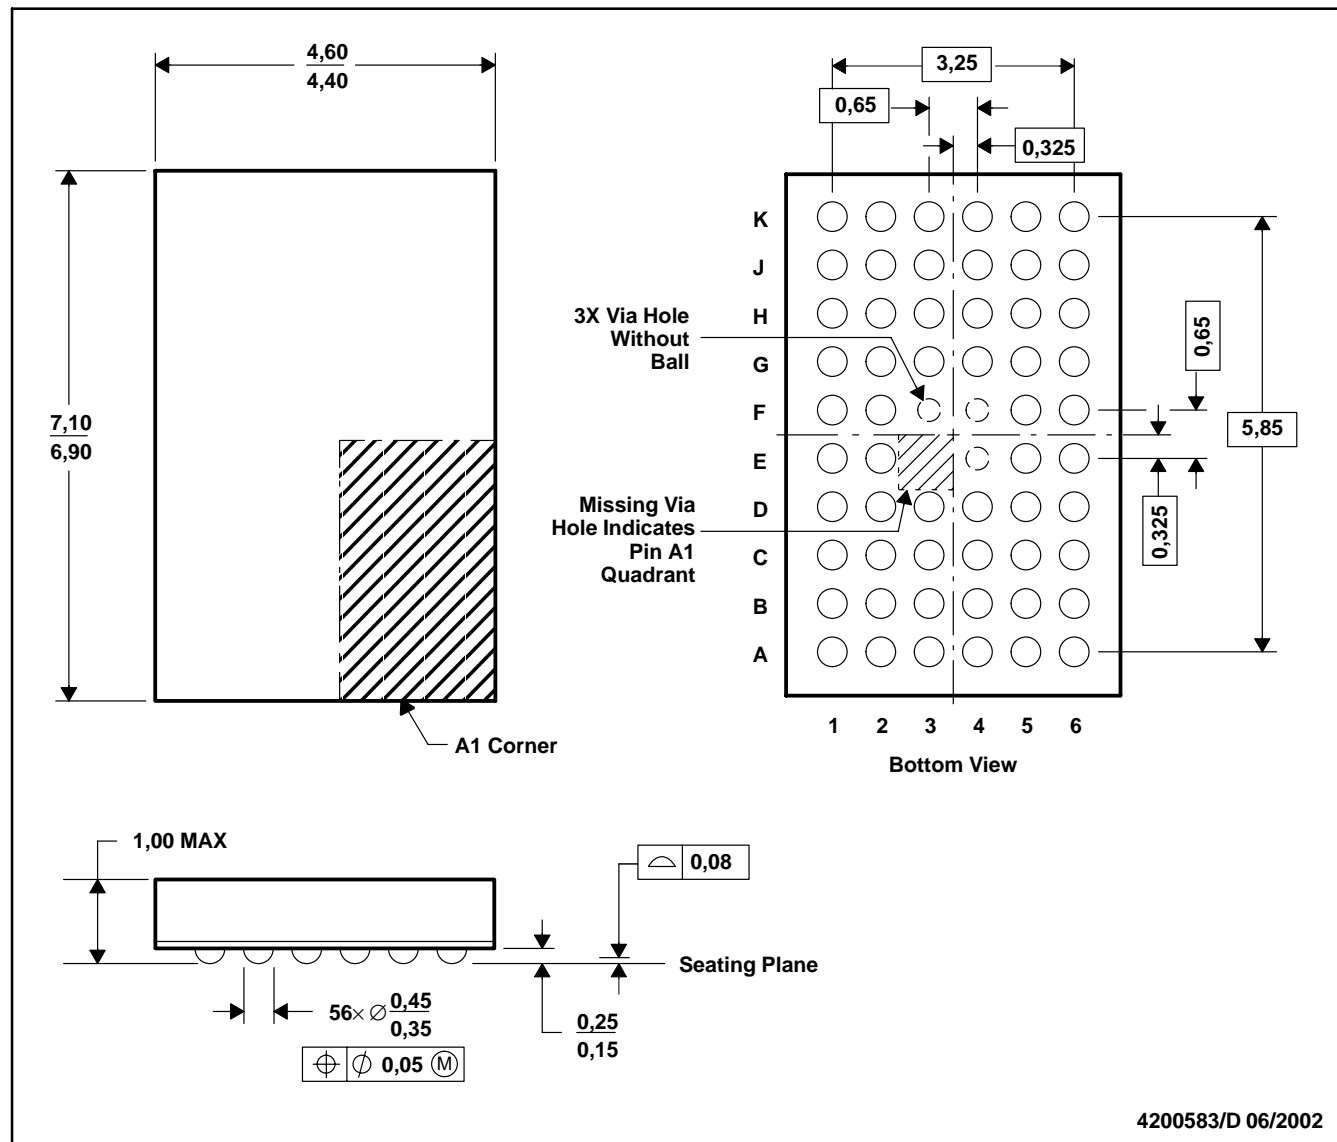 4,60
4,40
3,25
0,65
0,325
K
J
H
G
F
E
D
C
B
A
3X Via Hole
Without
Ball
0,65
5,85
0,325
7,10
6,90
Missing Via
Hole Indicates
Pin A1
Quadrant
A1 Corner
1 2 3 4 5 6
Bottom View
1,00 MAX
0,08
Seating Plane
56× ∅ 0,45
0,35
∅ 0,05 Ⓜ
0,25
0,15
4200583/D 06/2002